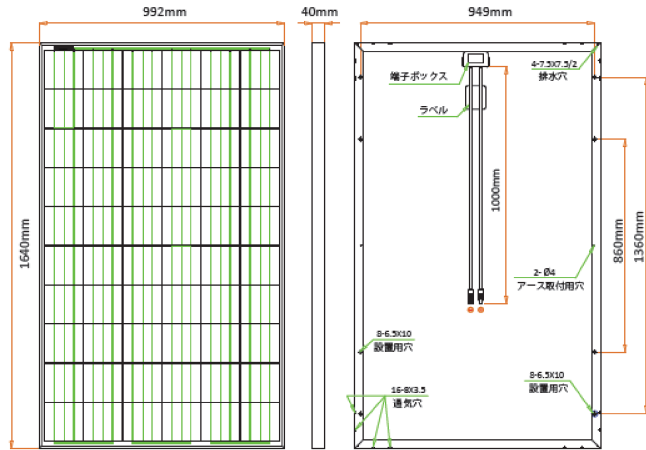 992mm
40mm
949mm
1640mm
端子ボックス
ラベル
4-7.5X7.5/2
排水穴
1000mm
860mm
1360mm
2-Ø4
アース取付用穴
8-6.5X10
設置用穴
16-8X3.5
通気穴
8-6.5X10
設置用穴